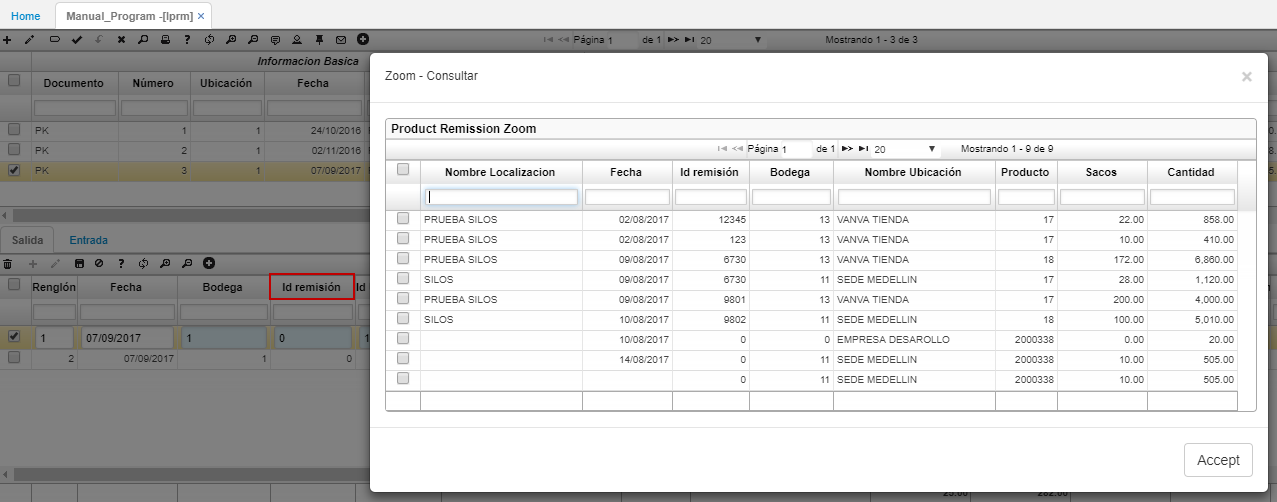 Home Manual_Program -[lprm] ×
Página 1 de 1 20 Mostrando 1 - 3 de 3
Informacion Basica
Documento Número Ubicación Fecha
PK 1 1 24/10/2016
PK 2 1 02/11/2016
PK 3 1 07/09/2017
Salida Entrada
Renglón Fecha Bodega Id remisión Id
1 07/09/2017 1 0 1
2 07/09/2017 1 0
Zoom - Consultar ×
Product Remission Zoom
Página 1 de 1 20 Mostrando 1 - 9 de 9
Nombre Localizacion Fecha Id remisión Bodega Nombre Ubicación Producto Sacos Cantidad
PRUEBA SILOS 02/08/2017 12345 13 VANVA TIENDA 17 22.00 858.00
PRUEBA SILOS 02/08/2017 123 13 VANVA TIENDA 17 10.00 410.00
PRUEBA SILOS 09/08/2017 6730 13 VANVA TIENDA 18 172.00 6,860.00
SILOS 09/08/2017 6730 11 SEDE MEDELLIN 17 28.00 1,120.00
PRUEBA SILOS 09/08/2017 9801 13 VANVA TIENDA 17 200.00 4,000.00
SILOS 10/08/2017 9802 11 SEDE MEDELLIN 18 100.00 5,010.00
10/08/2017 0 0 EMPRESA DESAROLLO 2000338 0.00 20.00
14/08/2017 0 11 SEDE MEDELLIN 2000338 10.00 505.00
0 11 SEDE MEDELLIN 2000338 10.00 505.00
Accept